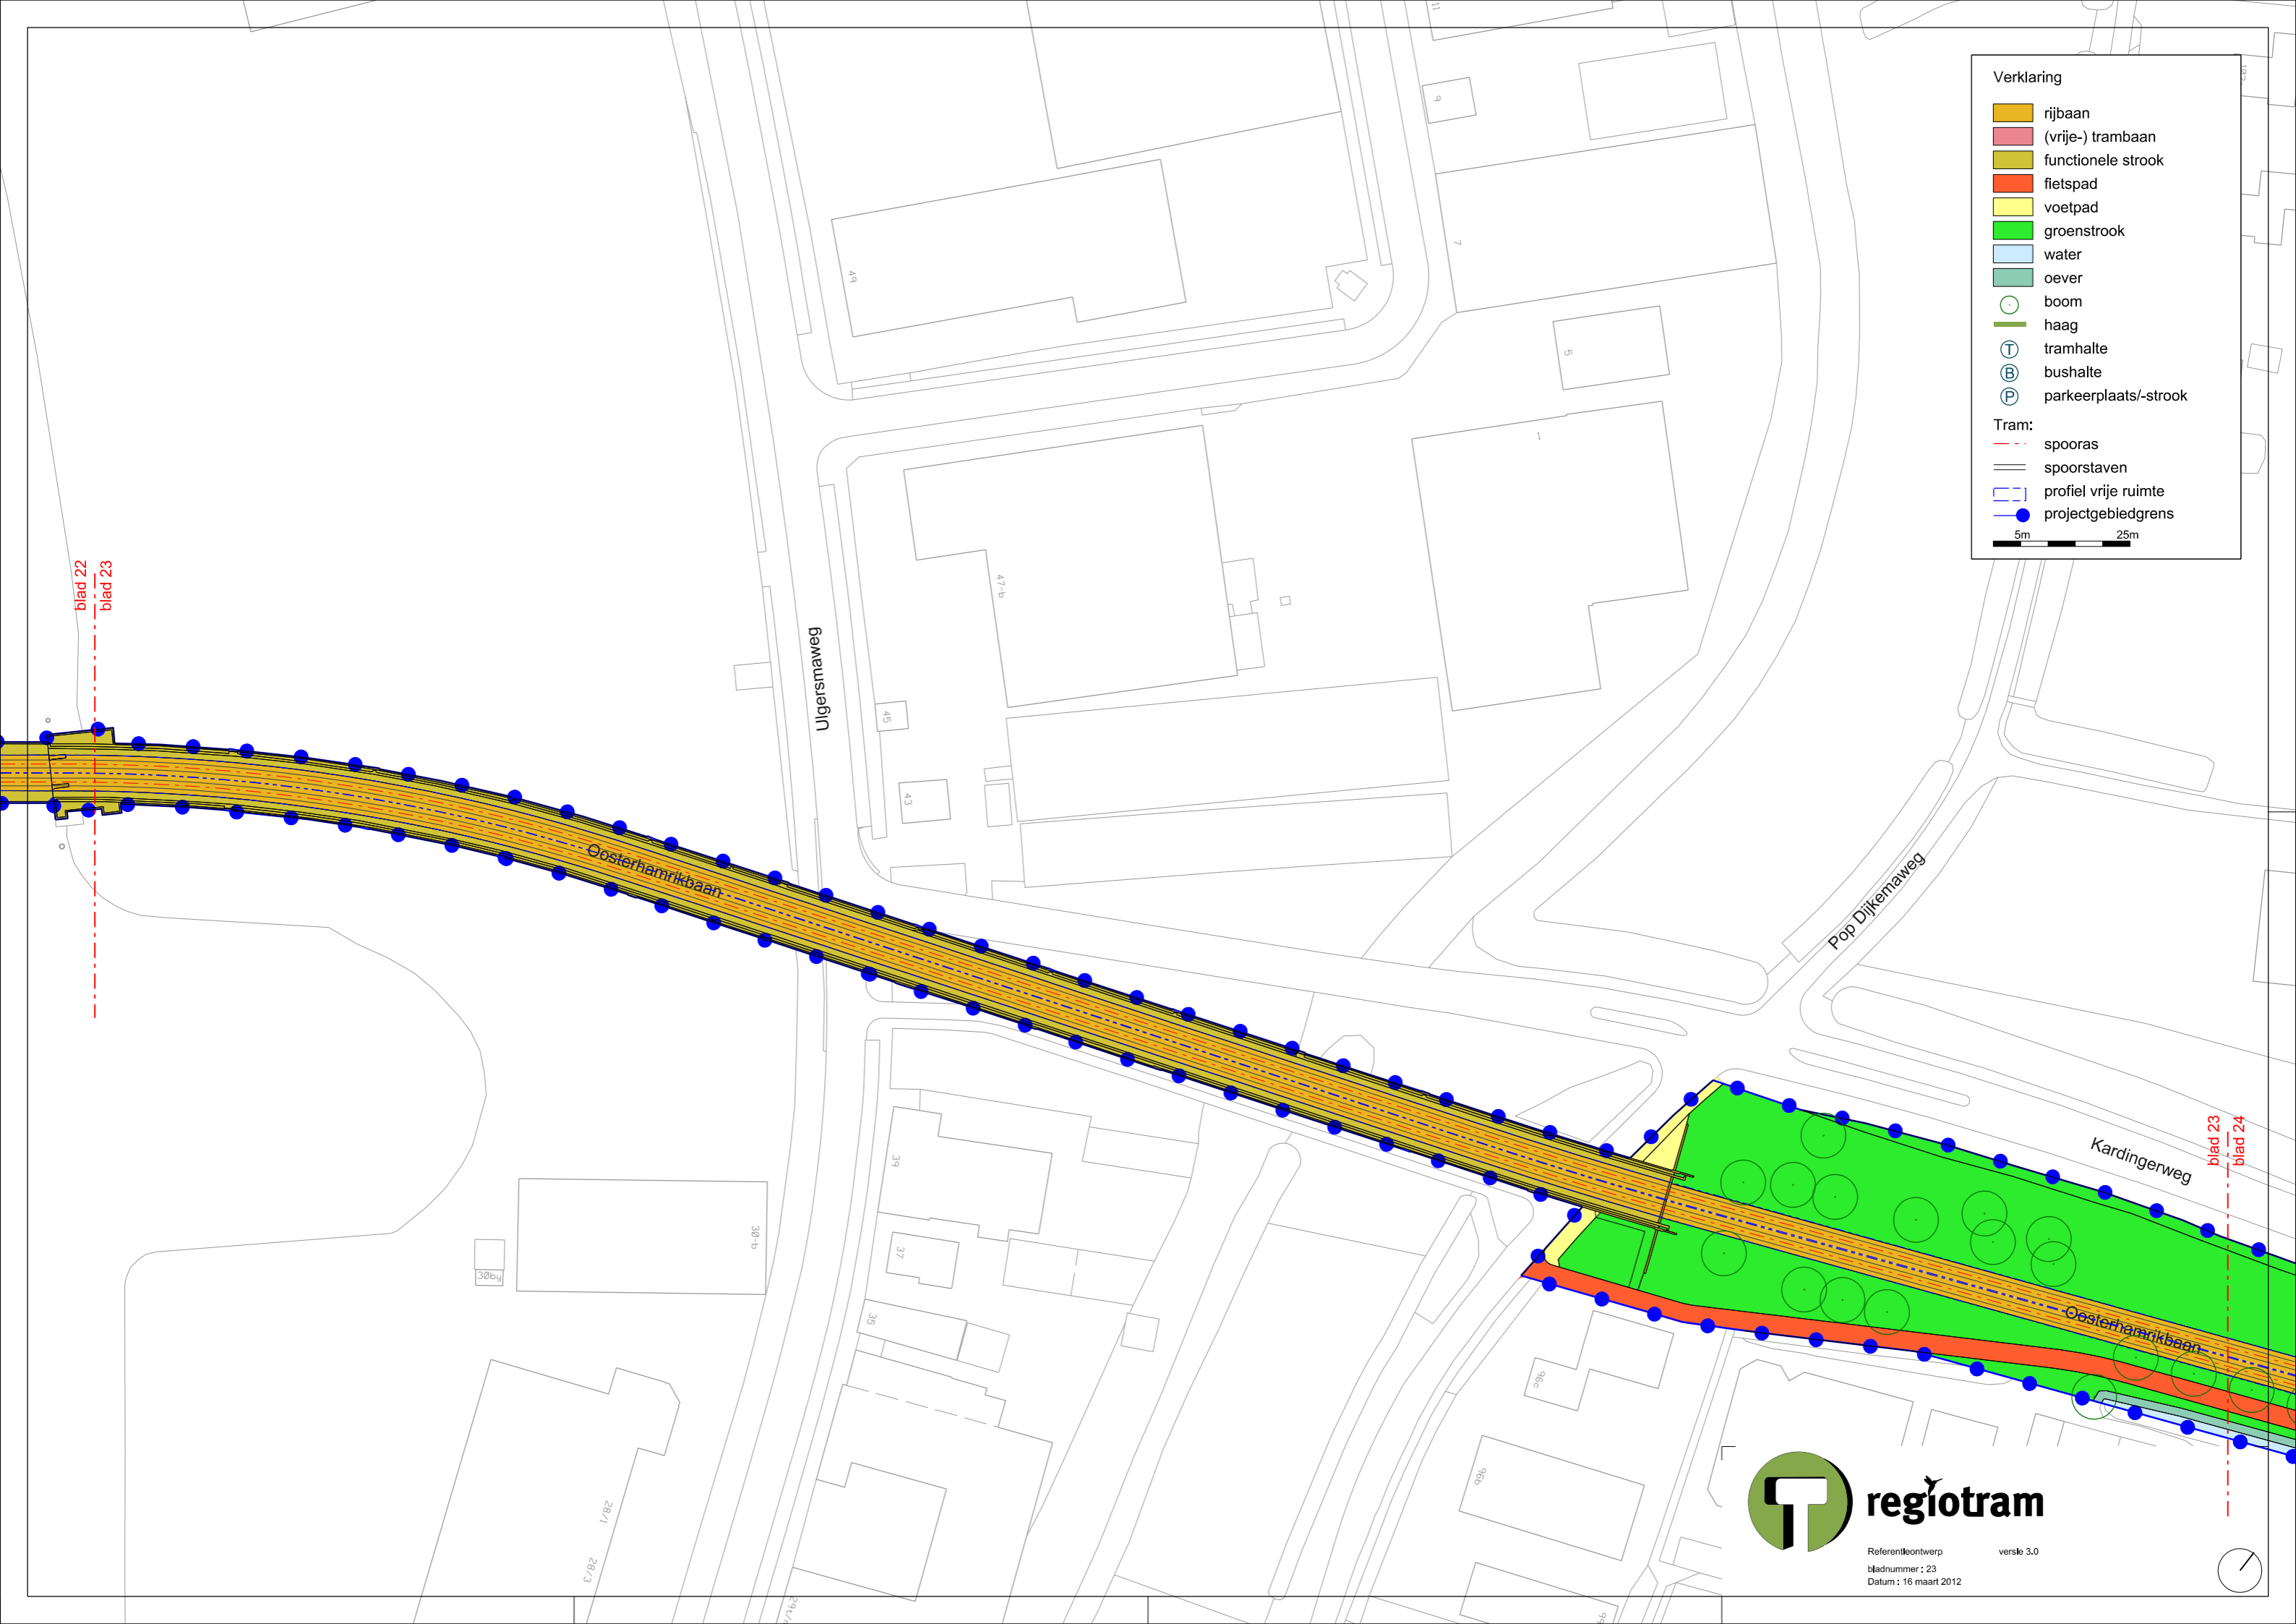 Verklaring
rijbaan
(vrije-) trambaan
functionele strook
fietspad
voetpad
groenstrook
water
oever
boom
haag
T tramhalte
B bushalte
P parkeerplaats/-strook
Tram:
spooras
spoorstaven
profiel vrije ruimte
projectgebiedgrens
5m 25m
11
9
7
49
5
1
47-b
blad 22
blad 23
Ulgersmaweg
45
43
Oosterhamrikbaan
Pop Dijkemaweg
Kardingerweg
blad 23
blad 24
39
30-b
37
30by
35
Oosterhamrikbaan
96c
96b
28/1
28/3
regiotram
Referentieontwerp versie 3.0
bladnummer : 23
Datum : 16 maart 2012